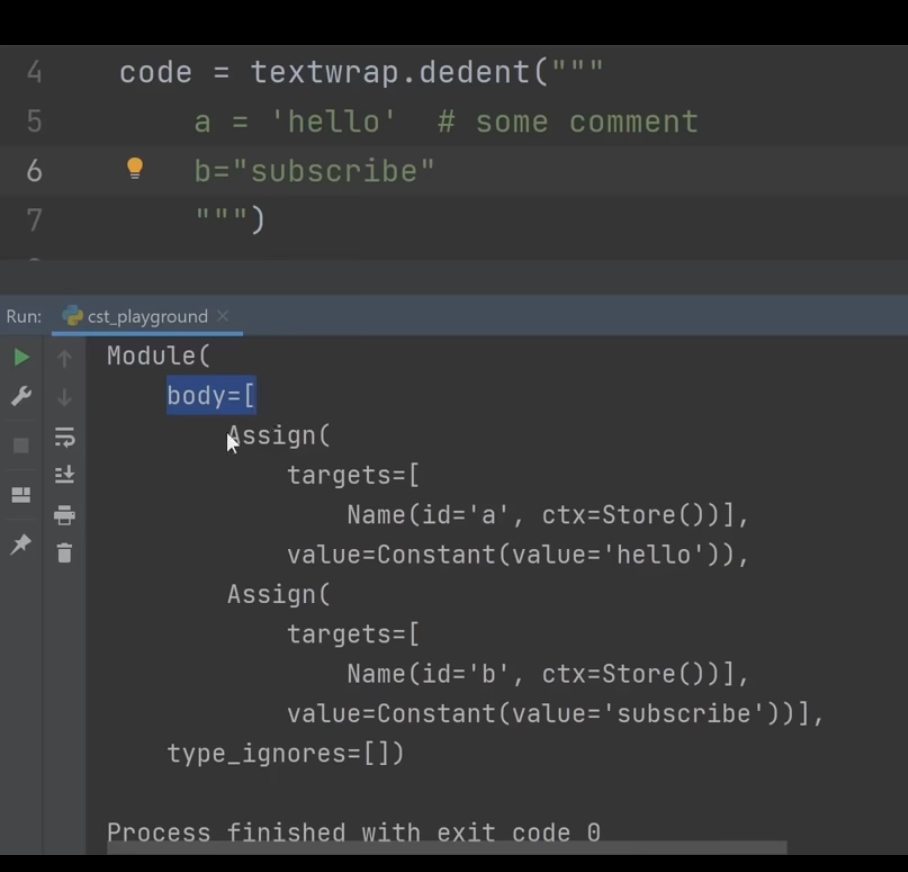 4 code = textwrap.dedent("""
5 a = 'hello'  # some comment
6 b="subscribe"
7 """)
Run: cst_playground ×
Module(
body=[
Assign(
targets=[
Name(id='a', ctx=Store())],
value=Constant(value='hello')),
Assign(
targets=[
Name(id='b', ctx=Store())],
value=Constant(value='subscribe'))],
type_ignores=[])
Process finished with exit code 0